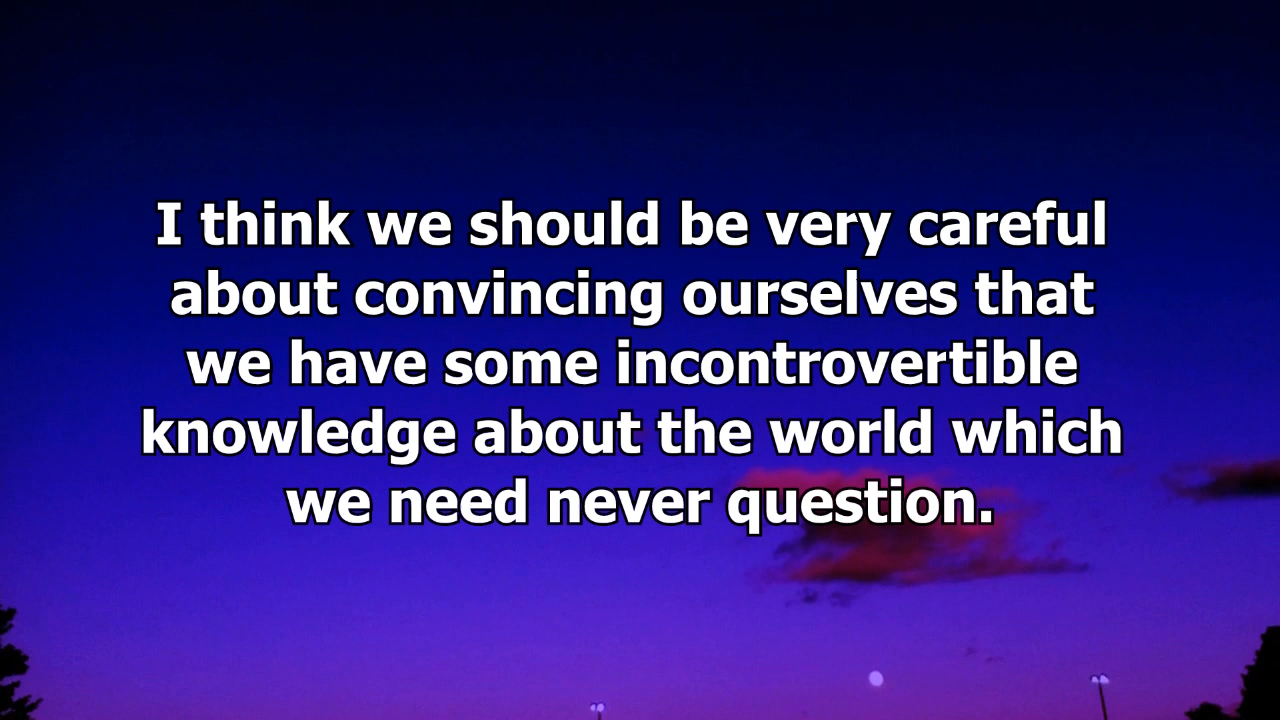 I think we should be very careful
about convincing ourselves that
we have some incontrovertible
knowledge about the world which
we need never question.